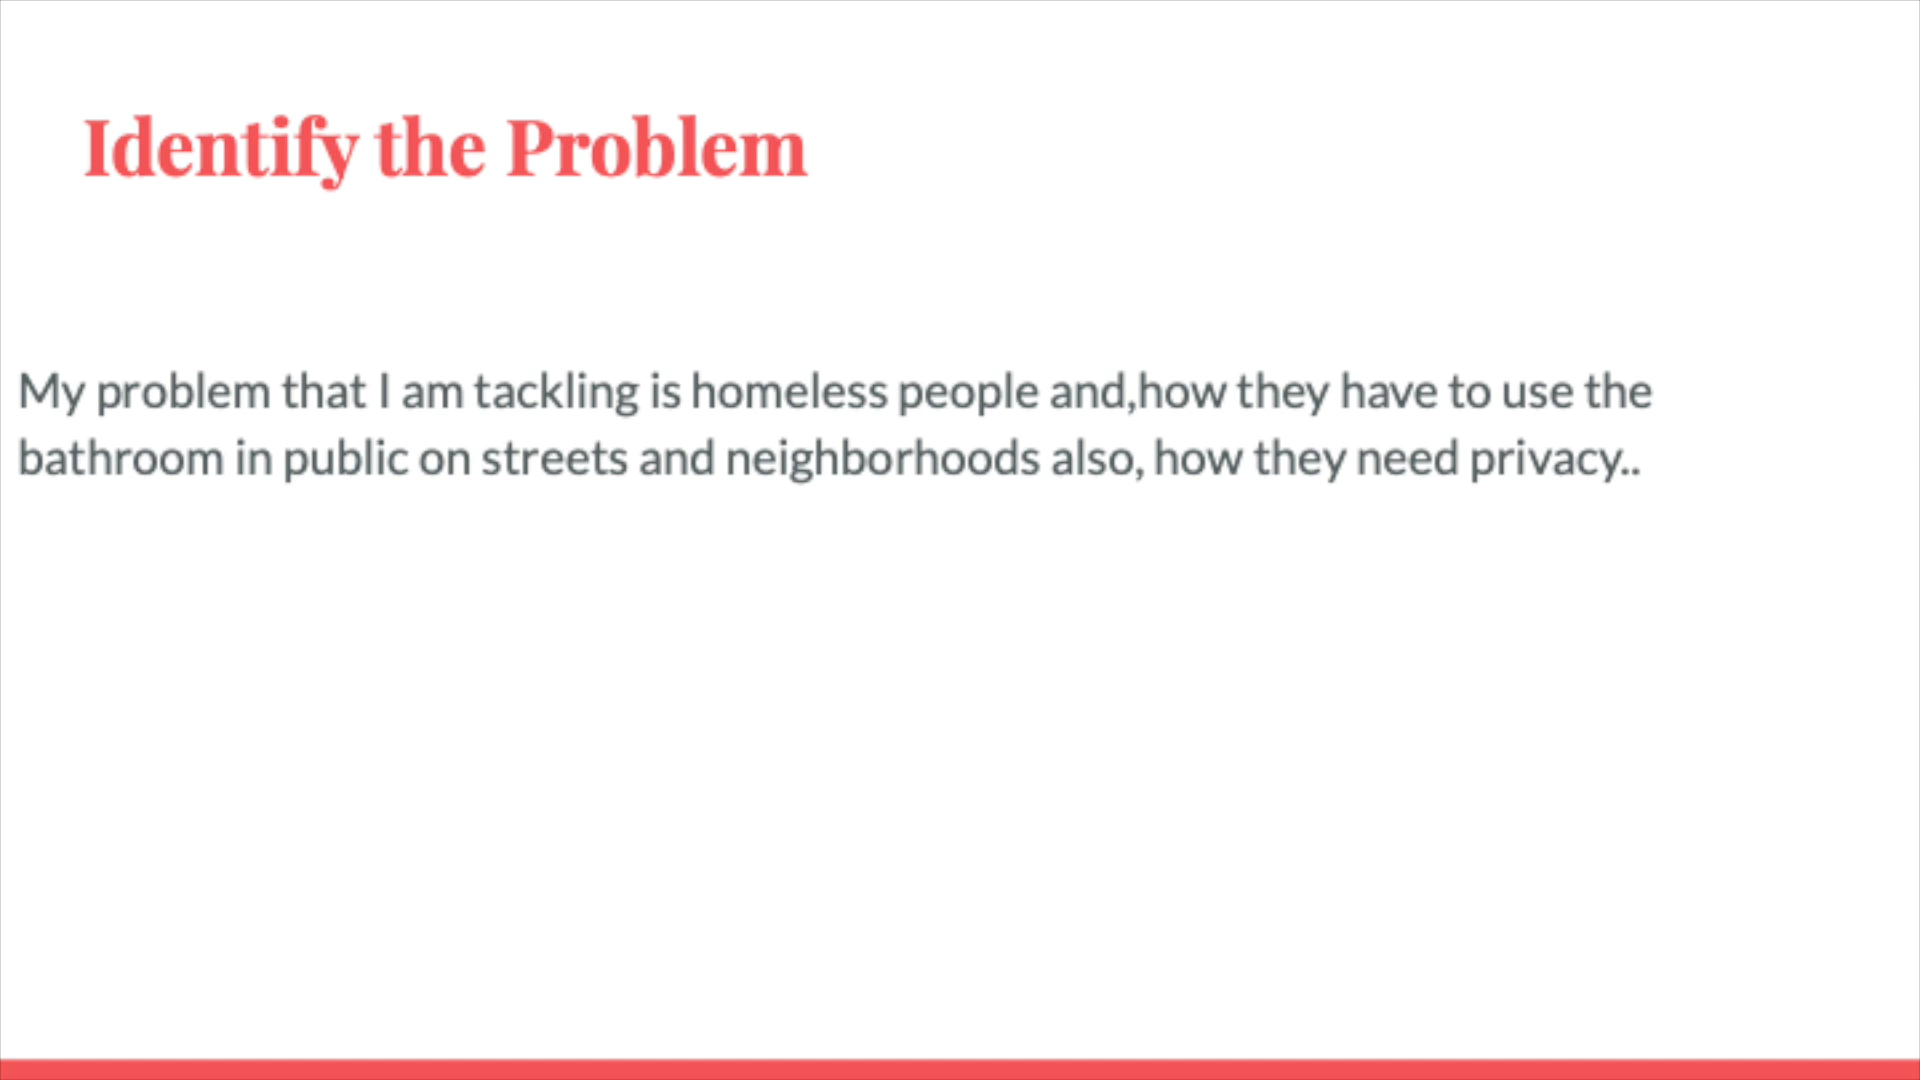 Identify the Problem
My problem that I am tackling is homeless people and,how they have to use the
bathroom in public on streets and neighborhoods also, how they need privacy..